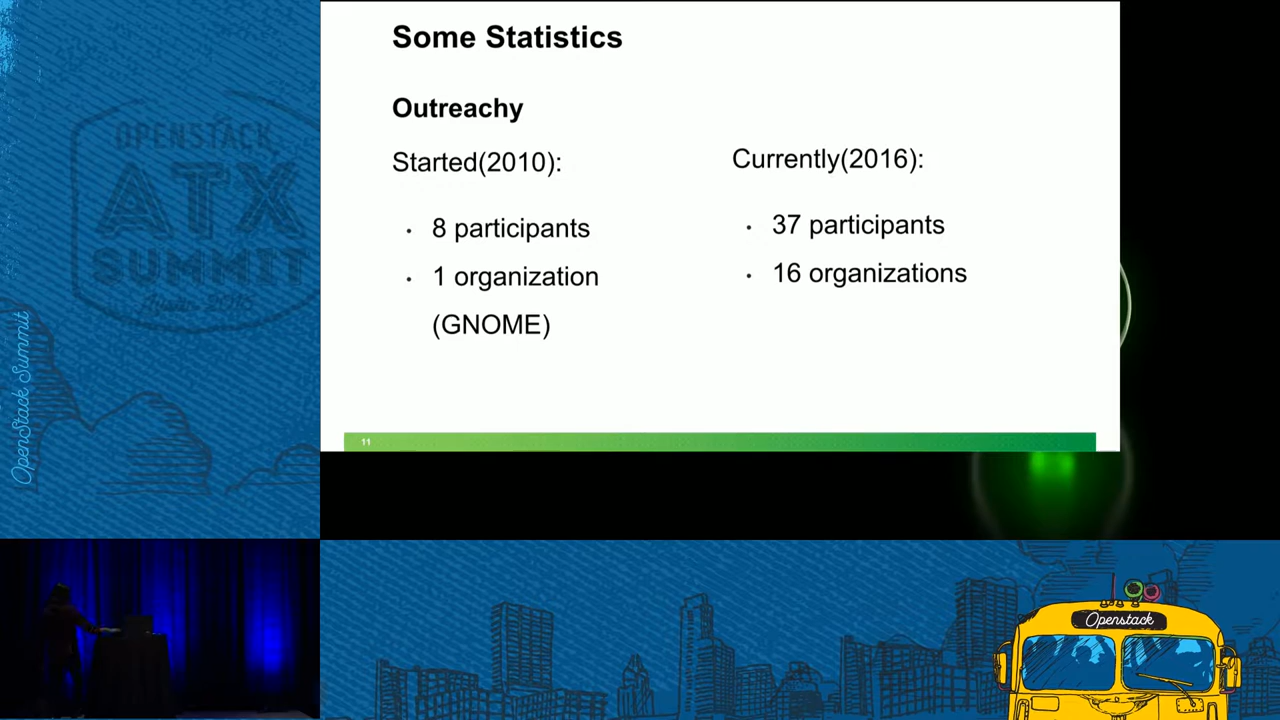 Some Statistics
Outreachy
Started(2010):
• 8 participants
• 1 organization
(GNOME)
Currently(2016):
• 37 participants
• 16 organizations
11
OPENSTACK
ATX
SUMMIT
OpenStack Summit
Openstack